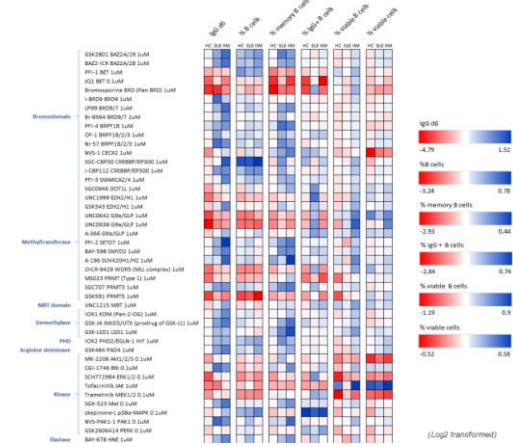 IgG d6
% B cells
% memory B cells
% IgG+ B cells
% viable B cells
% viable cells
HC SLE IIM HC SLE IIM HC SLE IIM HC SLE IIM HC SLE IIM HC SLE IIM
GSK2801 BAZ2A/2B 1uM
BAZ2-ICR BAZ2A/2B 1uM
PFI-1 BET 1uM
JQ1 BET 0.1uM
Bromosporine BRD (Pan BRD) 1uM
I-BRD9 BRD9 1uM
LP99 BRD9/7 1uM
BI-9564 BRD9/7 1uM
Bromodomain
PFI-4 BRPF1B 1uM
OF-1 BRPF1B/2/3 1uM
NI-57 BRPF1B/2/3 1uM
NVS-1 CECR2 1uM
SGC-CBP30 CREBBP/EP300 1uM
I-CBP112 CREBBP/EP300 1uM
PFI-3 SMARCA2/4 1uM
SGC0946 DOT1L 1uM
UNC1999 EZH2/H1 1uM
GSK343 EZH2/H1 1uM
UNC0642 G9a/GLP 1uM
UNC0638 G9a/GLP 1uM
A-366 G9a/GLP 1uM
Methyltransferase
PFI-2 SETD7 1uM
BAY-598 SMYD2 1uM
A-196 SUV420H1/H2 1uM
OICR-9429 WDR5 (MLL complex) 1uM
MS023 PRMT (Type 1) 1uM
SGC707 PRMT3 1uM
GSK591 PRMT5 1uM
MBT domain
UNC1215 MBT 1uM
IOX1 KDM (Pan-2-OG) 1uM
Demethylase
GSK-J4 JMJD3/UTX (prodrug of GSK-J1) 1uM
GSK-LSD1 LSD1 1uM
PHD
IOX2 PHD2/EGLN-1 HIF 1uM
Arginine deiminase
GSK484 PAD4 1uM
MK-2206 Akt1/2/3 0.1uM
CGI-1746 Btk 0.1uM
SCH772984 ERK1/2 0.1uM
Tofacitinib JAK 1uM
Kinase
Trametinib MEK1/2 0.1uM
SGX-523 Met 0.1uM
skepinone-L p38a-MAPK 0.1uM
NVS-PAK1-1 PAK1 0.1uM
GSK2606414 PERK 0.1uM
Elastase
BAY-678 HNE 1uM
IgG d6
-4.79 1.52
%B cells
-3.24 0.78
% memory B cells
-2.93 0.44
% IgG + B cells
-2.84 0.74
% viable B cells
-1.19 0.9
% viable cells
-0.52 0.58
(Log2 transformed)